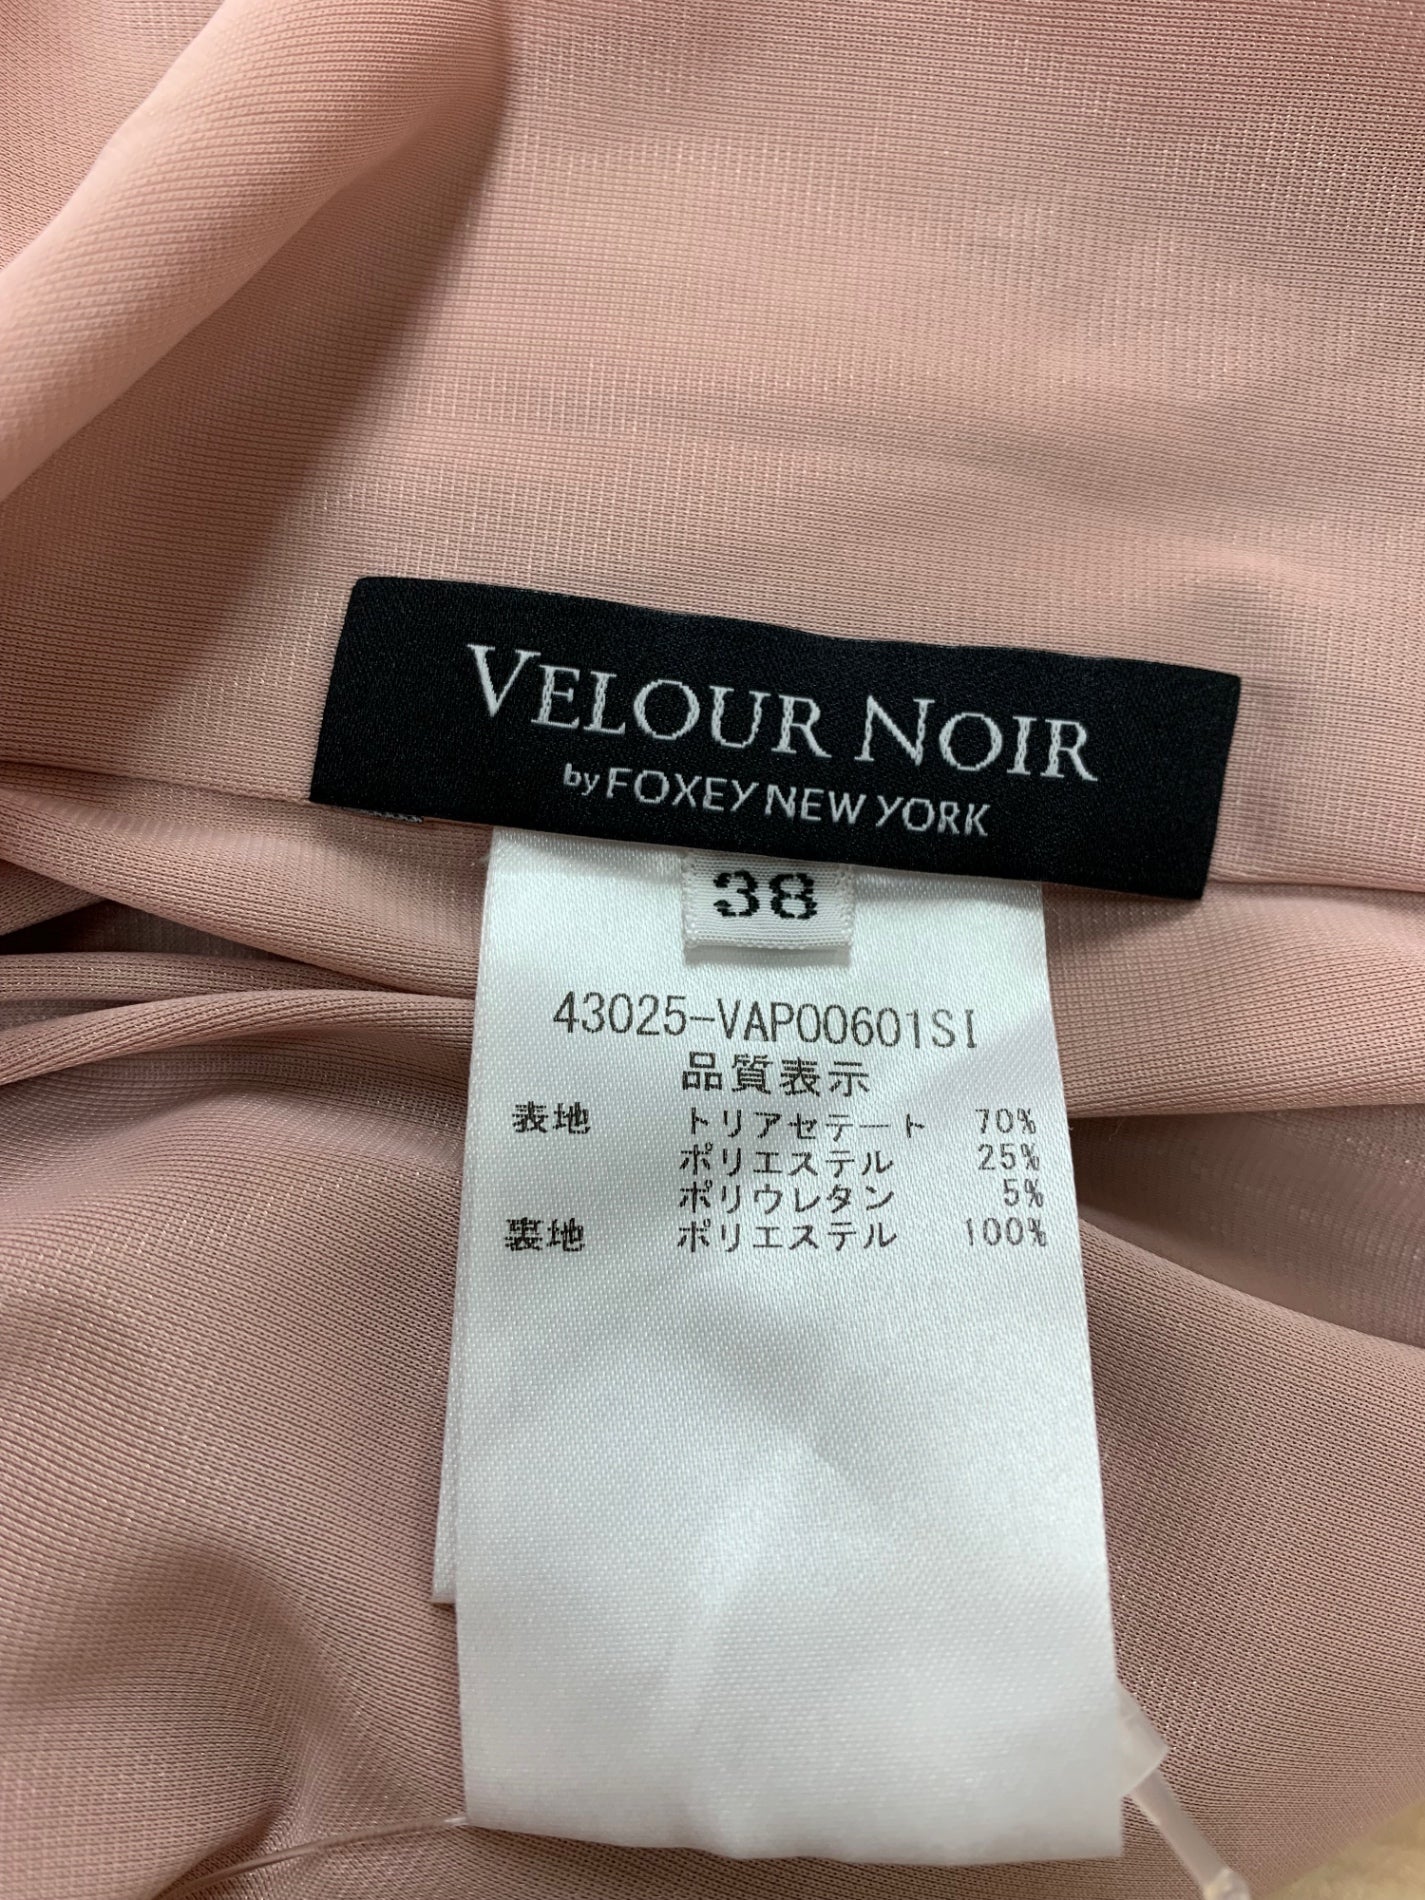 VELOUR NOIR
by FOXEY NEW YORK
38
43025-VAP00601SI
品質表示
表地 トリアセテート 70%
ポリエステル 25%
ポリウレタン 5%
裏地 ポリエステル 100%